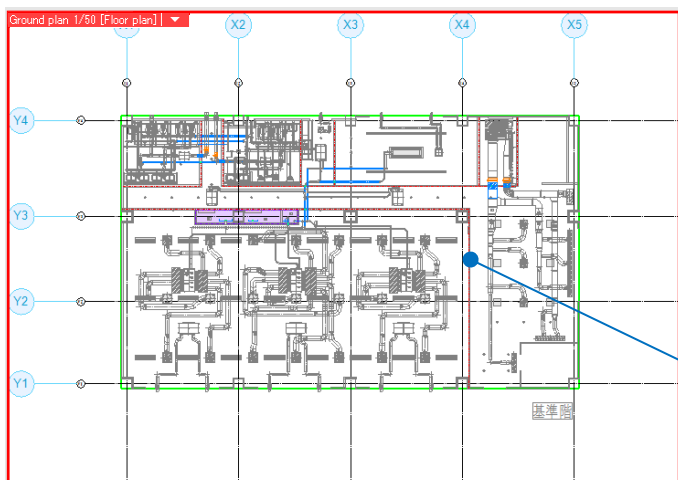 Ground plan 1/50 [Floor plan]
X2
X3
X4
X5
Y4
Y3
Y2
Y1
基準階